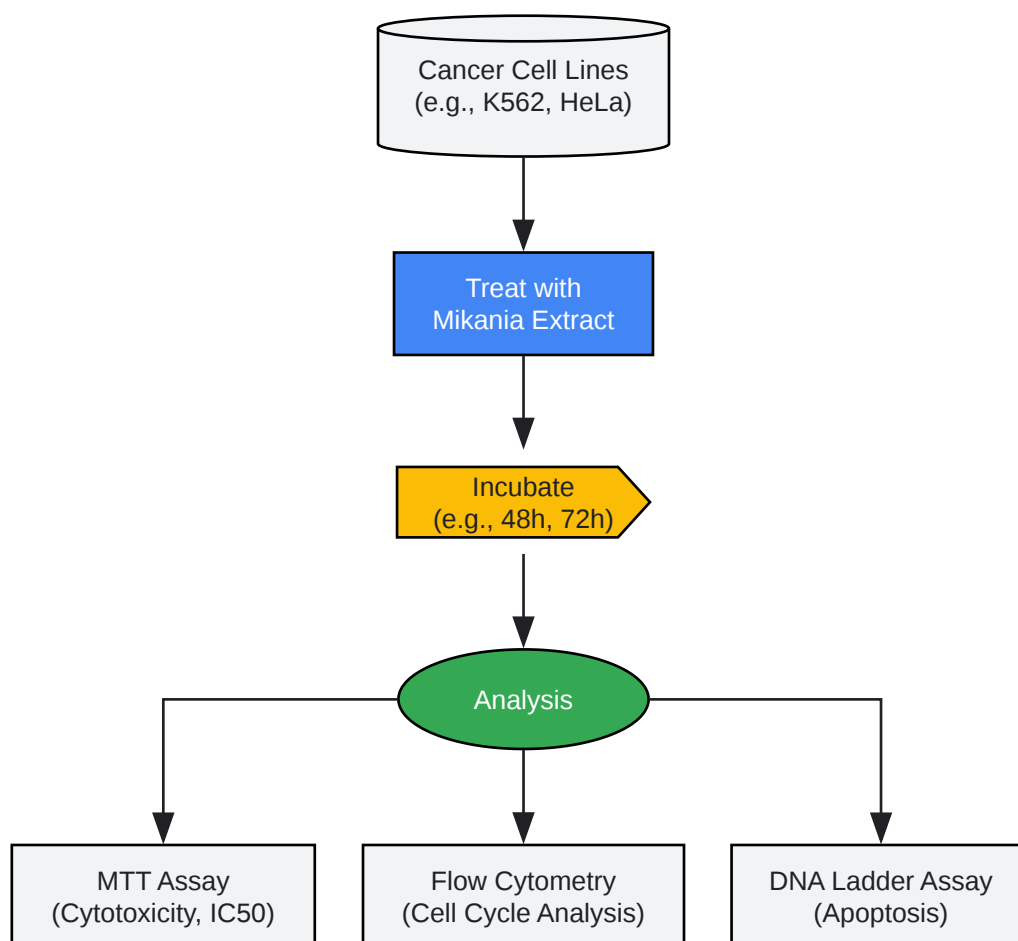 Cancer Cell Lines
(e.g., K562, HeLa)
Treat with
Mikania Extract
Incubate
(e.g., 48h, 72h)
Analysis
MTT Assay
(Cytotoxicity, IC50)
Flow Cytometry
(Cell Cycle Analysis)
DNA Ladder Assay
(Apoptosis)